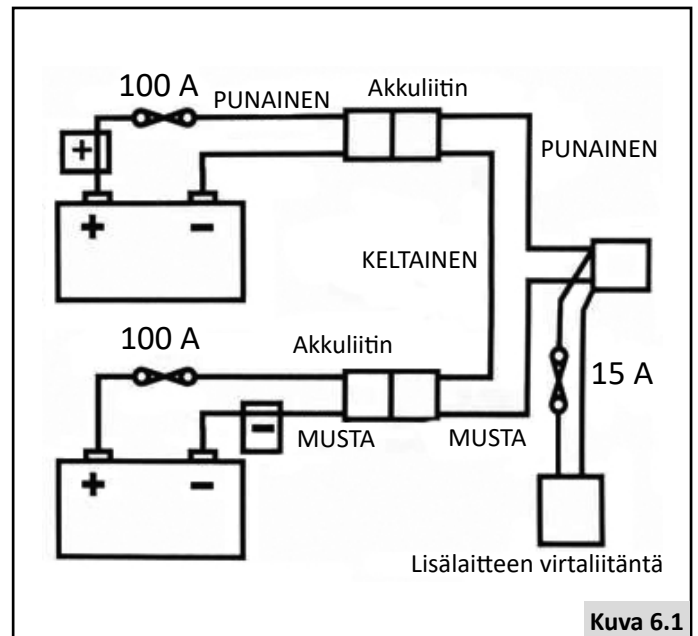 100 A
PUNAINEN
Akkuliitin
+
PUNAINEN
+ -
KELTAINEN
100 A
Akkuliitin
15 A
-
MUSTA
MUSTA
+ -
Lisälaitteen virtaliitäntä
Kuva 6.1